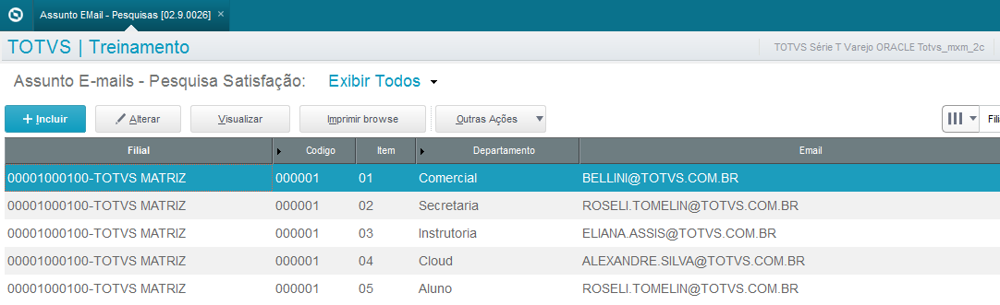 Assunto EMail - Pesquisas [02.9.0026] ×
TOTVS | Treinamento
TOTVS Série T Varejo ORACLE Totvs_mxm_2c
Assunto E-mails - Pesquisa Satisfação: Exibir Todos
+ Incluir Alterar Visualizar Imprimir browse Outras Ações Fili
Filial Codigo Item Departamento Email
00001000100-TOTVS MATRIZ 000001 01 Comercial BELLINI@TOTVS.COM.BR
00001000100-TOTVS MATRIZ 000001 02 Secretaria ROSELI.TOMELIN@TOTVS.COM.BR
00001000100-TOTVS MATRIZ 000001 03 Instrutoria ELIANA.ASSIS@TOTVS.COM.BR
00001000100-TOTVS MATRIZ 000001 04 Cloud ALEXANDRE.SILVA@TOTVS.COM.BR
00001000100-TOTVS MATRIZ 000001 05 Aluno ROSELI.TOMELIN@TOTVS.COM.BR